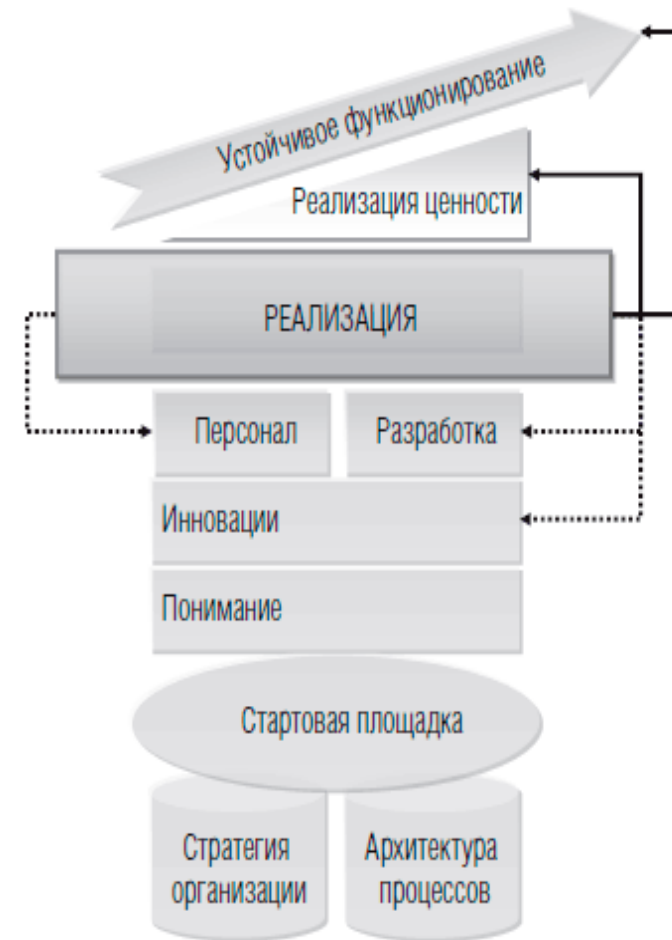 Устойчивое функционирование
Реализация ценности
РЕАЛИЗАЦИЯ
Персонал
Разработка
Инновации
Понимание
Стартовая площадка
Стратегия
организации
Архитектура
процессов